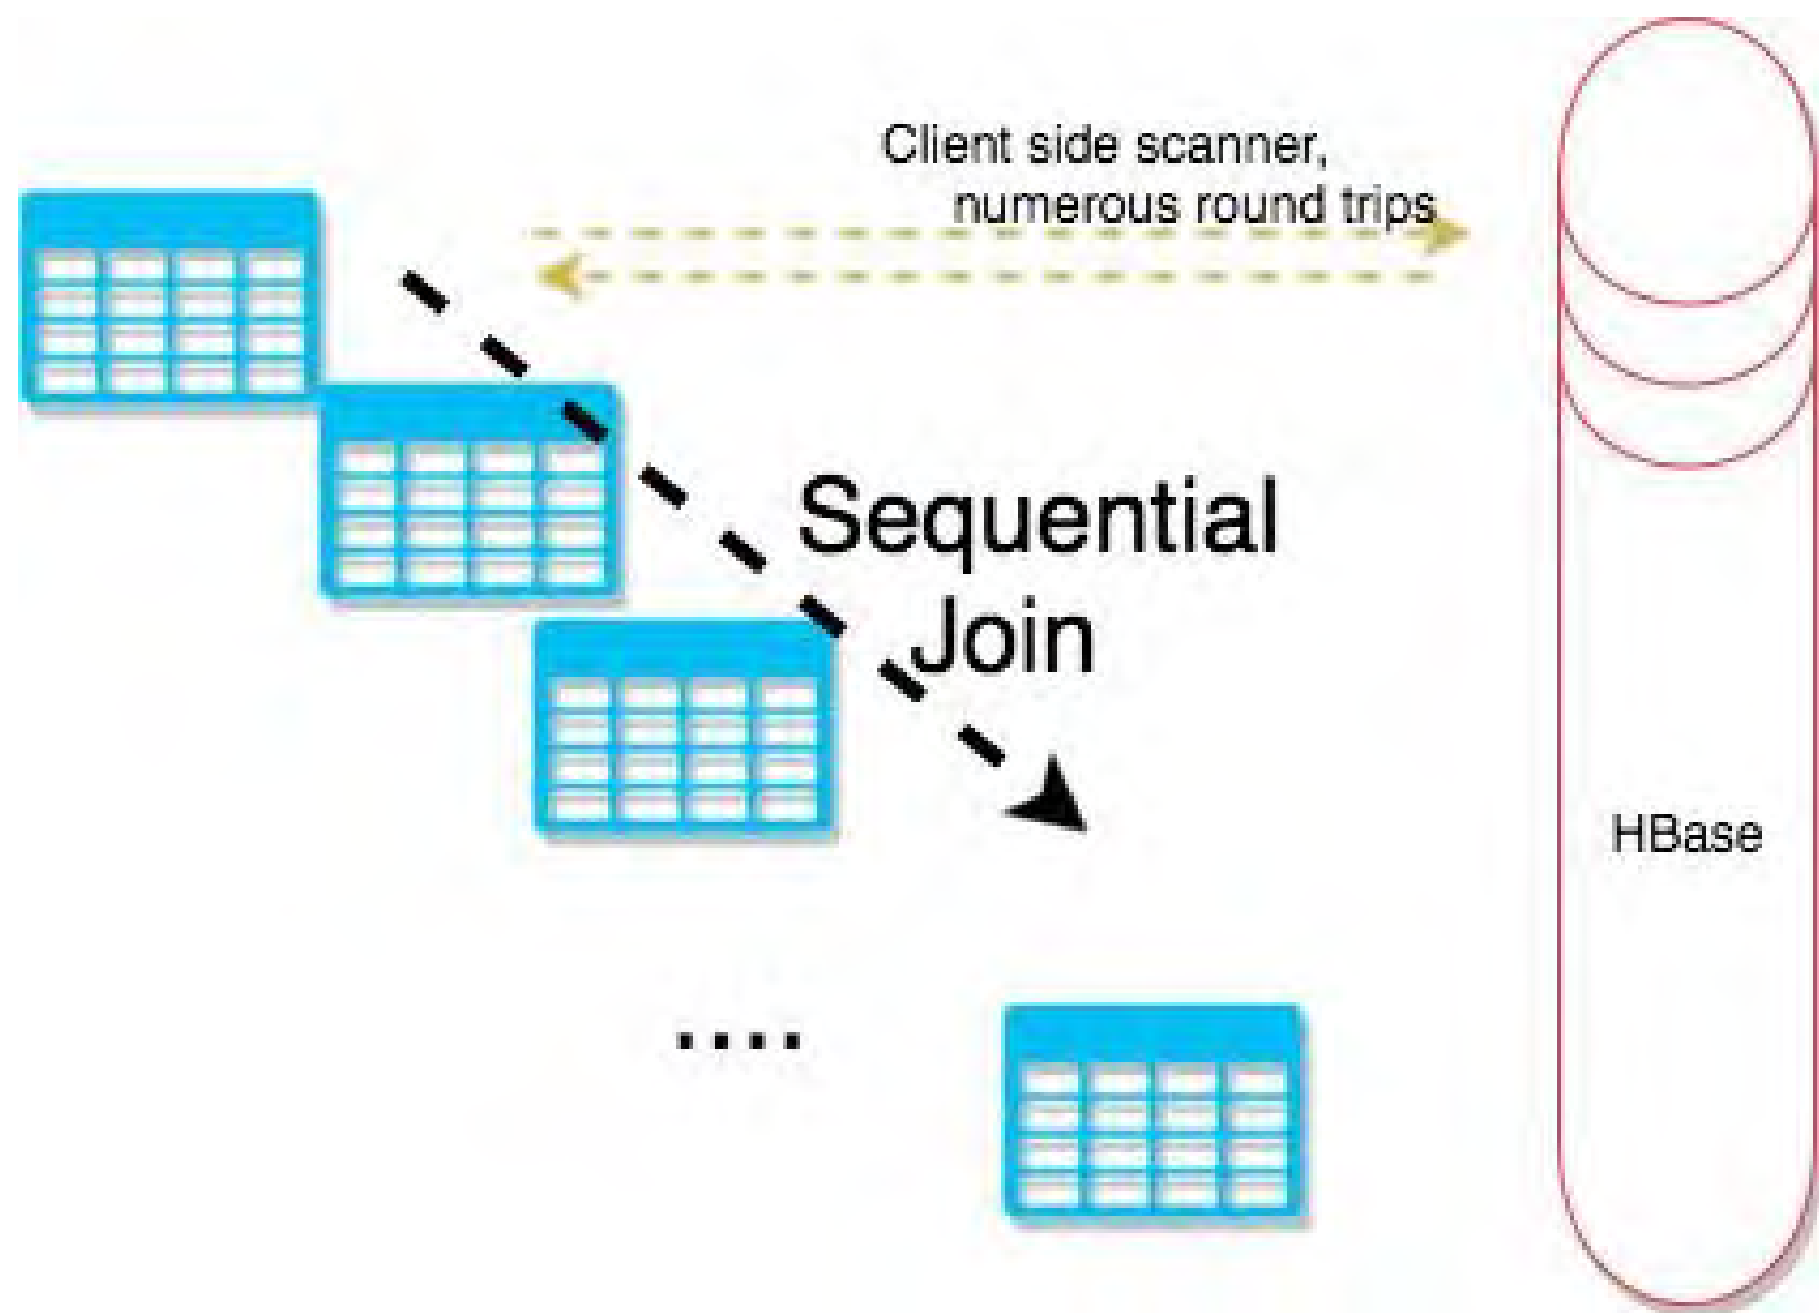 Client side scanner,
numerous round trips
Sequential
Join
HBase
....